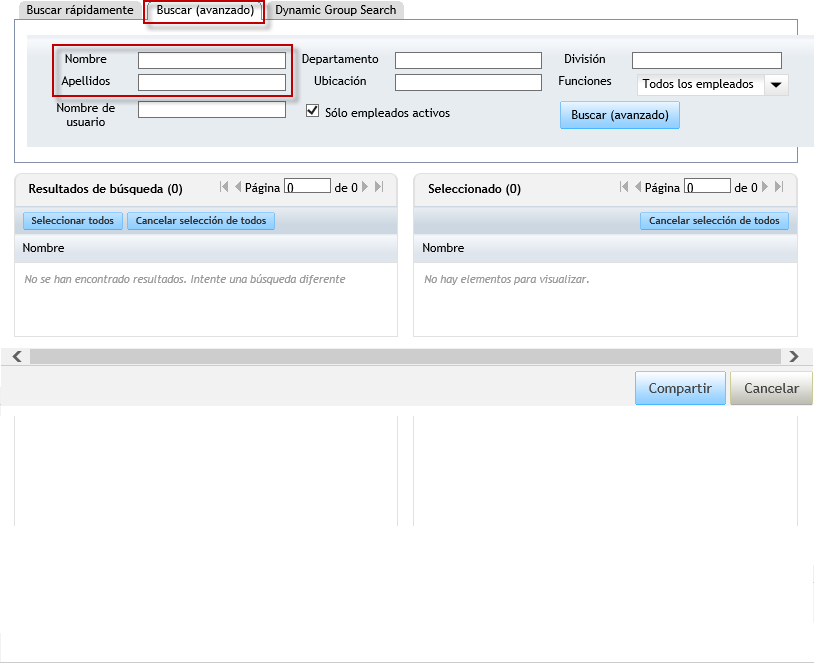 Buscar rápidamente Buscar (avanzado) Dynamic Group Search
Nombre Departamento División
Apellidos Ubicación Funciones Todos los empleados
Nombre de usuario Sólo empleados activos Buscar (avanzado)
Resultados de búsqueda (0) Página 0 de 0 Seleccionado (0) Página 0 de 0
Seleccionar todos Cancelar selección de todos Cancelar selección de todos
Nombre Nombre
No se han encontrado resultados. Intente una búsqueda diferente No hay elementos para visualizar.
Compartir Cancelar